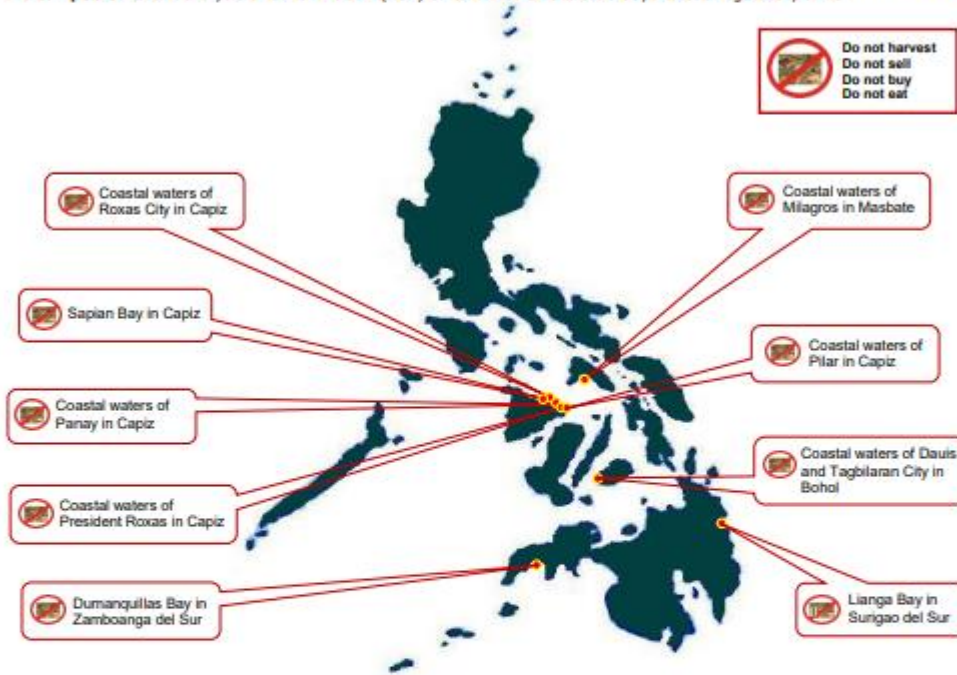 Do not harvest
Do not sell
Do not buy
Do not eat
Coastal waters of
Roxas City in Capiz
Coastal waters of
Milagros in Masbate
Sapian Bay in Capiz
Coastal waters of
Pilar in Capiz
Coastal waters of
Panay in Capiz
Coastal waters of Dauis
and Tagbilaran City in
Bohol
Coastal waters of
President Roxas in Capiz
Dumanquillas Bay in
Zamboanga del Sur
Lianga Bay in
Surigao del Sur